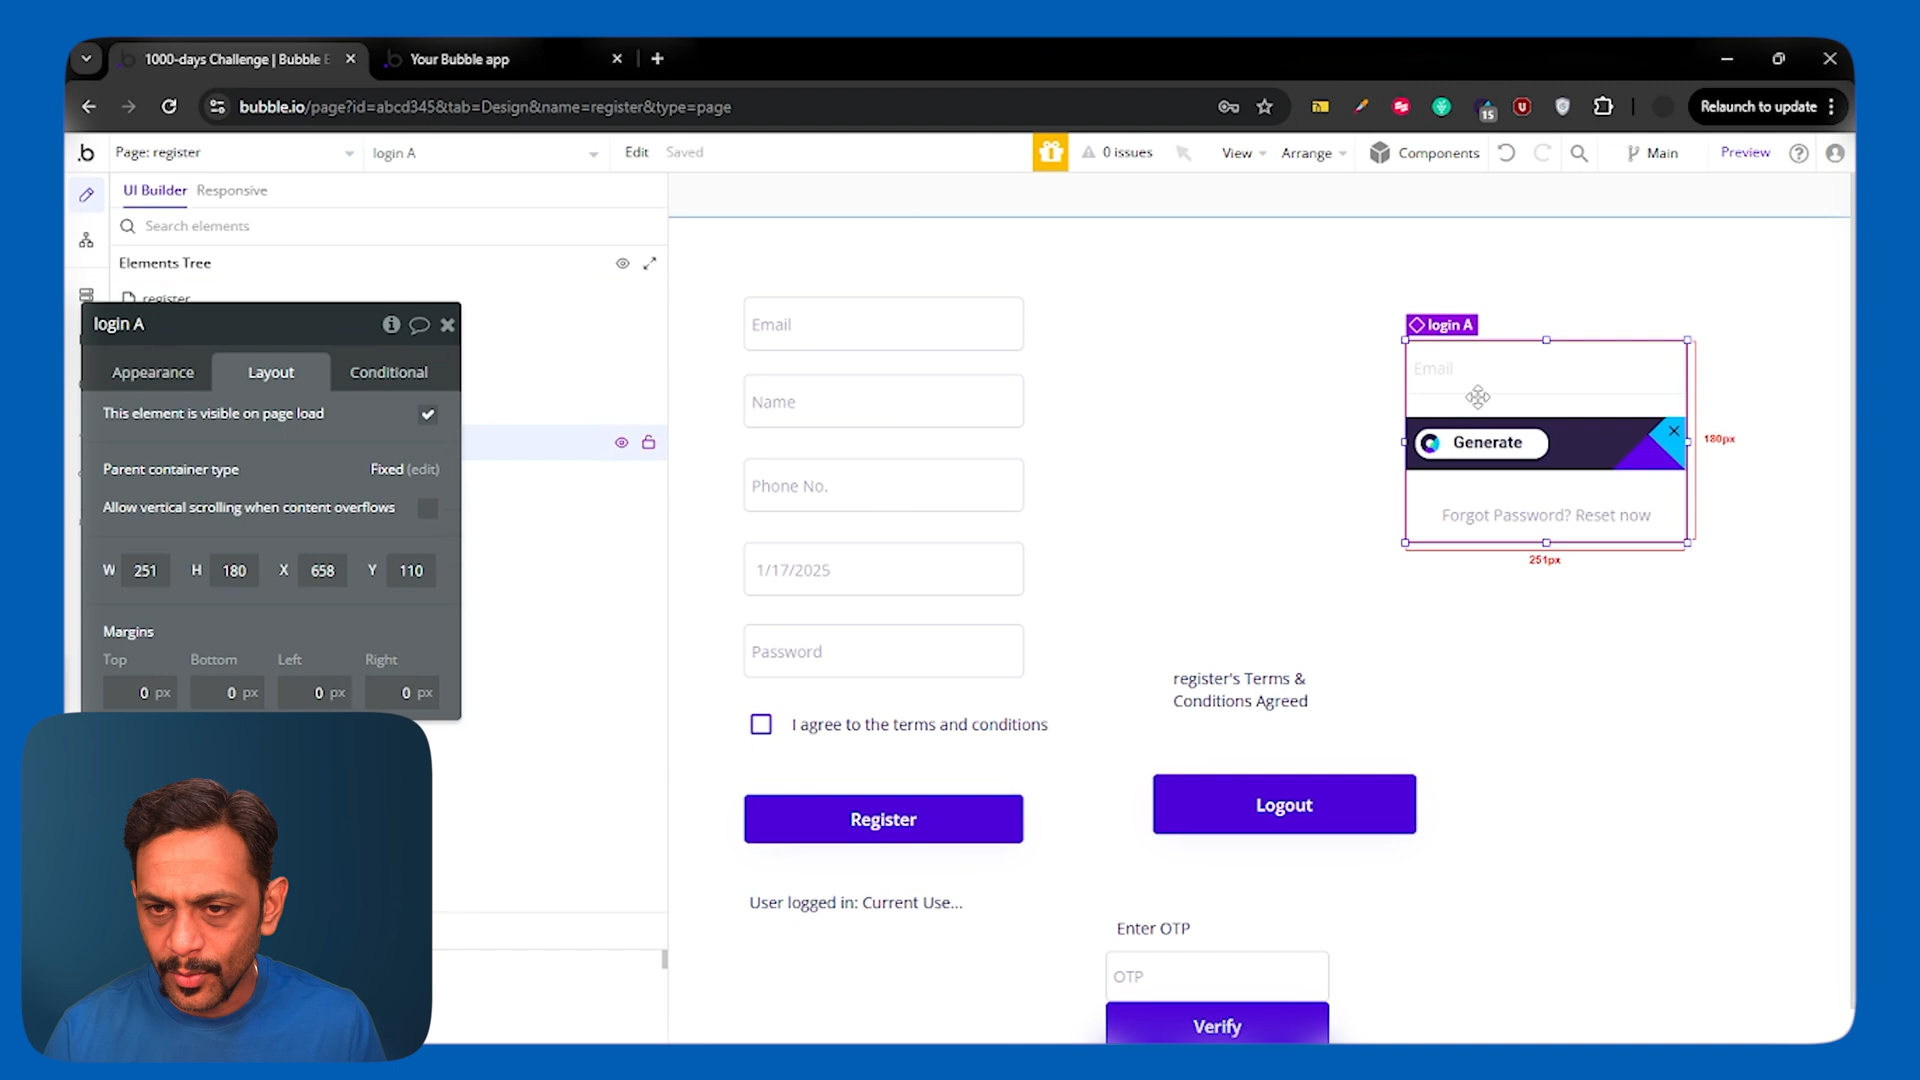 1000-days Challenge | Bubble E
Your Bubble app
bubble.io/page?id=abcd345&tab=Design&name=register&type=page
15
Relaunch to update
.b
Page: register
login A
Edit
Saved
0 issues
View
Arrange
Components
Main
Preview
UI Builder
Responsive
Search elements
Elements Tree
register
login A
Appearance
Layout
Conditional
This element is visible on page load
Parent container type
Fixed (edit)
Allow vertical scrolling when content overflows
W 251 H 180 X 658 Y 110
Margins
Top Bottom Left Right
0 px 0 px 0 px 0 px
Email
Name
Phone No.
1/17/2025
Password
I agree to the terms and conditions
Register
User logged in: Current Use...
login A
Email
Generate
Forgot Password? Reset now
180px
251px
register's Terms &
Conditions Agreed
Logout
Enter OTP
OTP
Verify